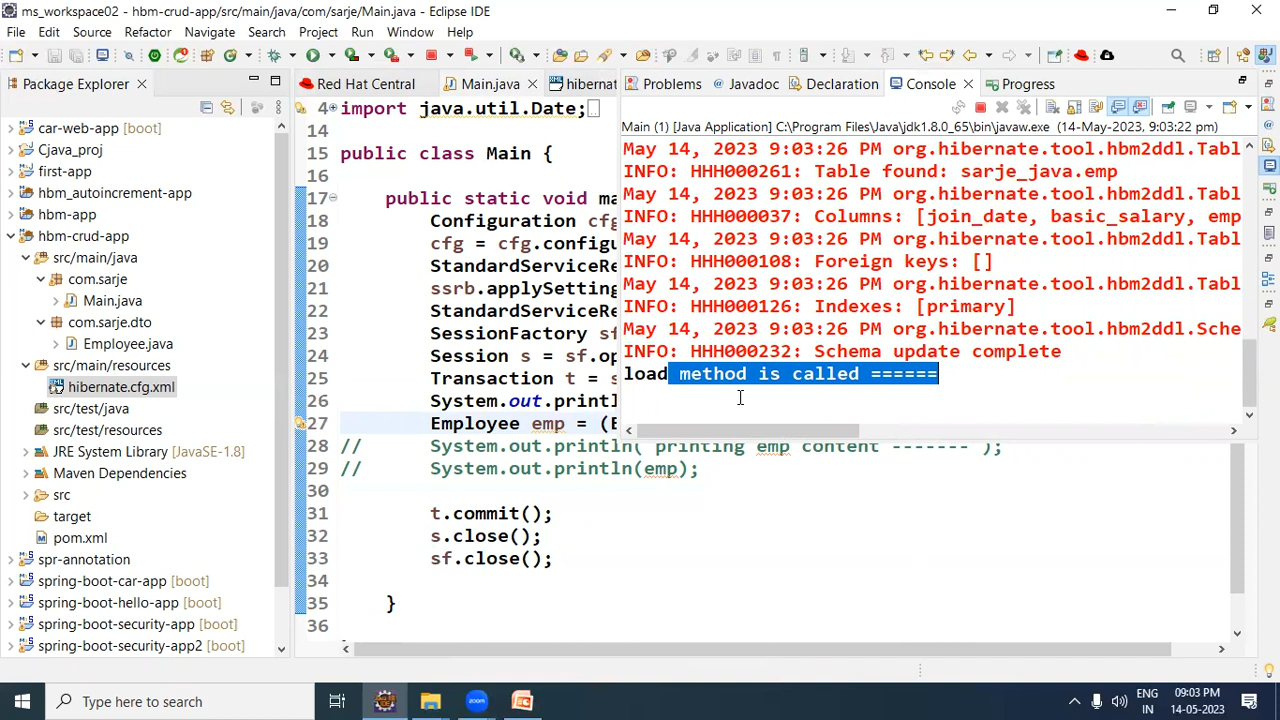 ms_workspace02 - hbm-crud-app/src/main/java/com/sarje/Main.java - Eclipse IDE
File Edit Source Refactor Navigate Search Project Run Window Help
Package Explorer
car-web-app [boot]
Cjava_proj
first-app
hbm_autoincrement-app
hbm-app
hbm-crud-app
src/main/java
com.sarje
Main.java
com.sarje.dto
Employee.java
src/main/resources
hibernate.cfg.xml
src/test/java
src/test/resources
JRE System Library [JavaSE-1.8]
Maven Dependencies
src
target
pom.xml
spr-annotation
spring-boot-car-app [boot]
spring-boot-hello-app [boot]
spring-boot-security-app [boot]
spring-boot-security-app2 [boot]
Red Hat Central Main.java hibernat
4 import java.util.Date;
14
15 public class Main {
16
17 public static void ma
18 Configuration cfg
19 cfg = cfg.configu
20 StandardServiceRe
21 ssrb.applySetting
22 StandardServiceRe
23 SessionFactory sf
24 Session s = sf.op
25 Transaction t = s
26 System.out.printl
27 Employee emp = (E
28 // System.out.println( printing emp content ------- );
29 // System.out.println(emp);
30
31 t.commit();
32 s.close();
33 sf.close();
34
35 }
36
Problems Javadoc Declaration Console Progress
Main (1) [Java Application] C:\Program Files\Java\jdk1.8.0_65\bin\javaw.exe (14-May-2023, 9:03:22 pm)
May 14, 2023 9:03:26 PM org.hibernate.tool.hbm2ddl.Tabl
INFO: HHH000261: Table found: sarje_java.emp
May 14, 2023 9:03:26 PM org.hibernate.tool.hbm2ddl.Tabl
INFO: HHH000037: Columns: [join_date, basic_salary, emp
May 14, 2023 9:03:26 PM org.hibernate.tool.hbm2ddl.Tabl
INFO: HHH000108: Foreign keys: []
May 14, 2023 9:03:26 PM org.hibernate.tool.hbm2ddl.Tabl
INFO: HHH000126: Indexes: [primary]
May 14, 2023 9:03:26 PM org.hibernate.tool.hbm2ddl.Sche
INFO: HHH000232: Schema update complete
load method is called ======
Type here to search
zoom
ENG
IN
09:03 PM
14-05-2023